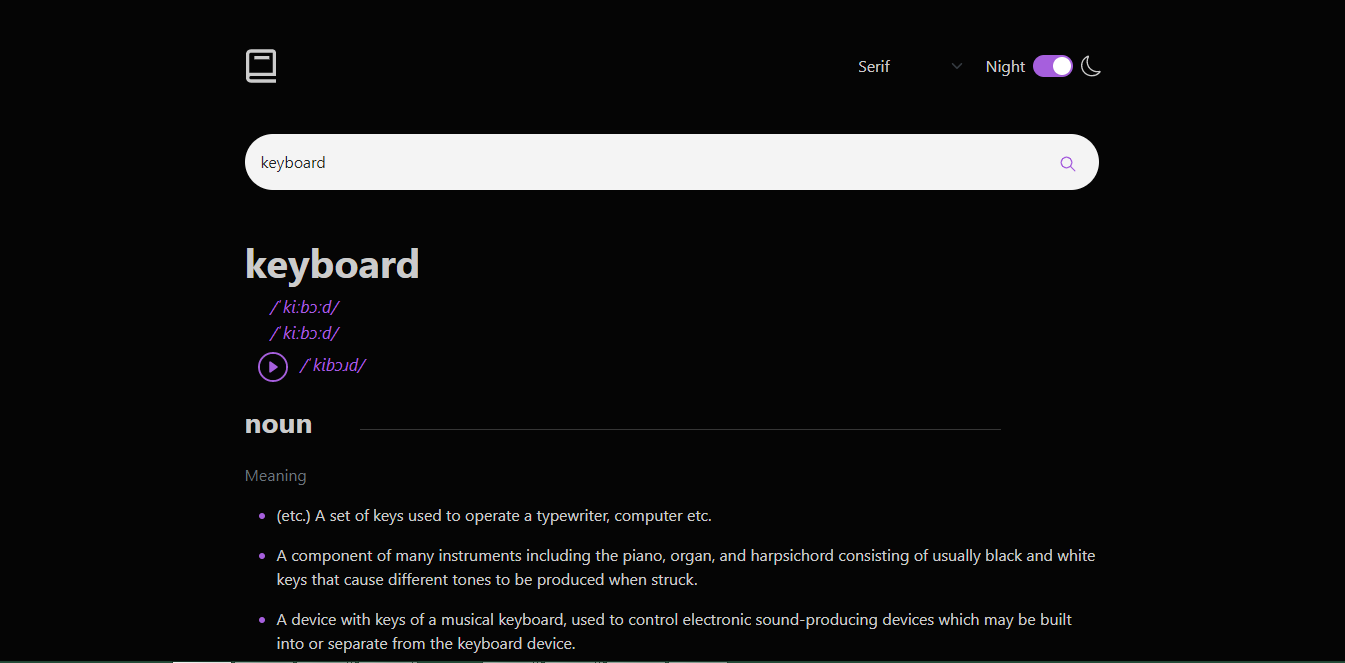 Serif
Night
keyboard
keyboard
/ˈkiːbɔːd/
/ˈkiːbɔːd/
/ˈkibɔɹd/
noun
Meaning
(etc.) A set of keys used to operate a typewriter, computer etc.
A component of many instruments including the piano, organ, and harpsichord consisting of usually black and white
keys that cause different tones to be produced when struck.
A device with keys of a musical keyboard, used to control electronic sound-producing devices which may be built
into or separate from the keyboard device.